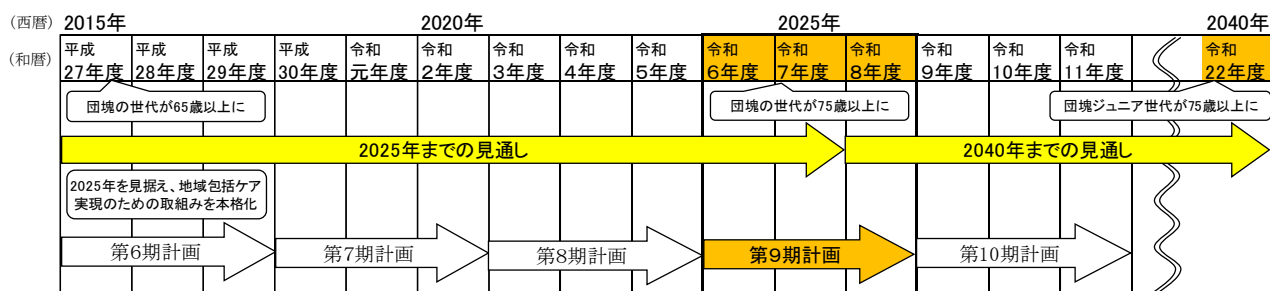 （西暦） 2015年 2020年 2025年 2040年
（和暦）
平成 平成 平成 平成 令和 令和 令和 令和 令和 令和 令和 令和 令和 令和 令和 令和
27年度 28年度 29年度 30年度 元年度 2年度 3年度 4年度 5年度 6年度 7年度 8年度 9年度 10年度 11年度 22年度
団塊の世代が65歳以上に 団塊の世代が75歳以上に 団塊ジュニア世代が75歳以上に
2025年までの見通し 2040年までの見通し
2025年を見据え、地域包括ケア
実現のための取組みを本格化
第6期計画 第7期計画 第8期計画 第9期計画 第10期計画